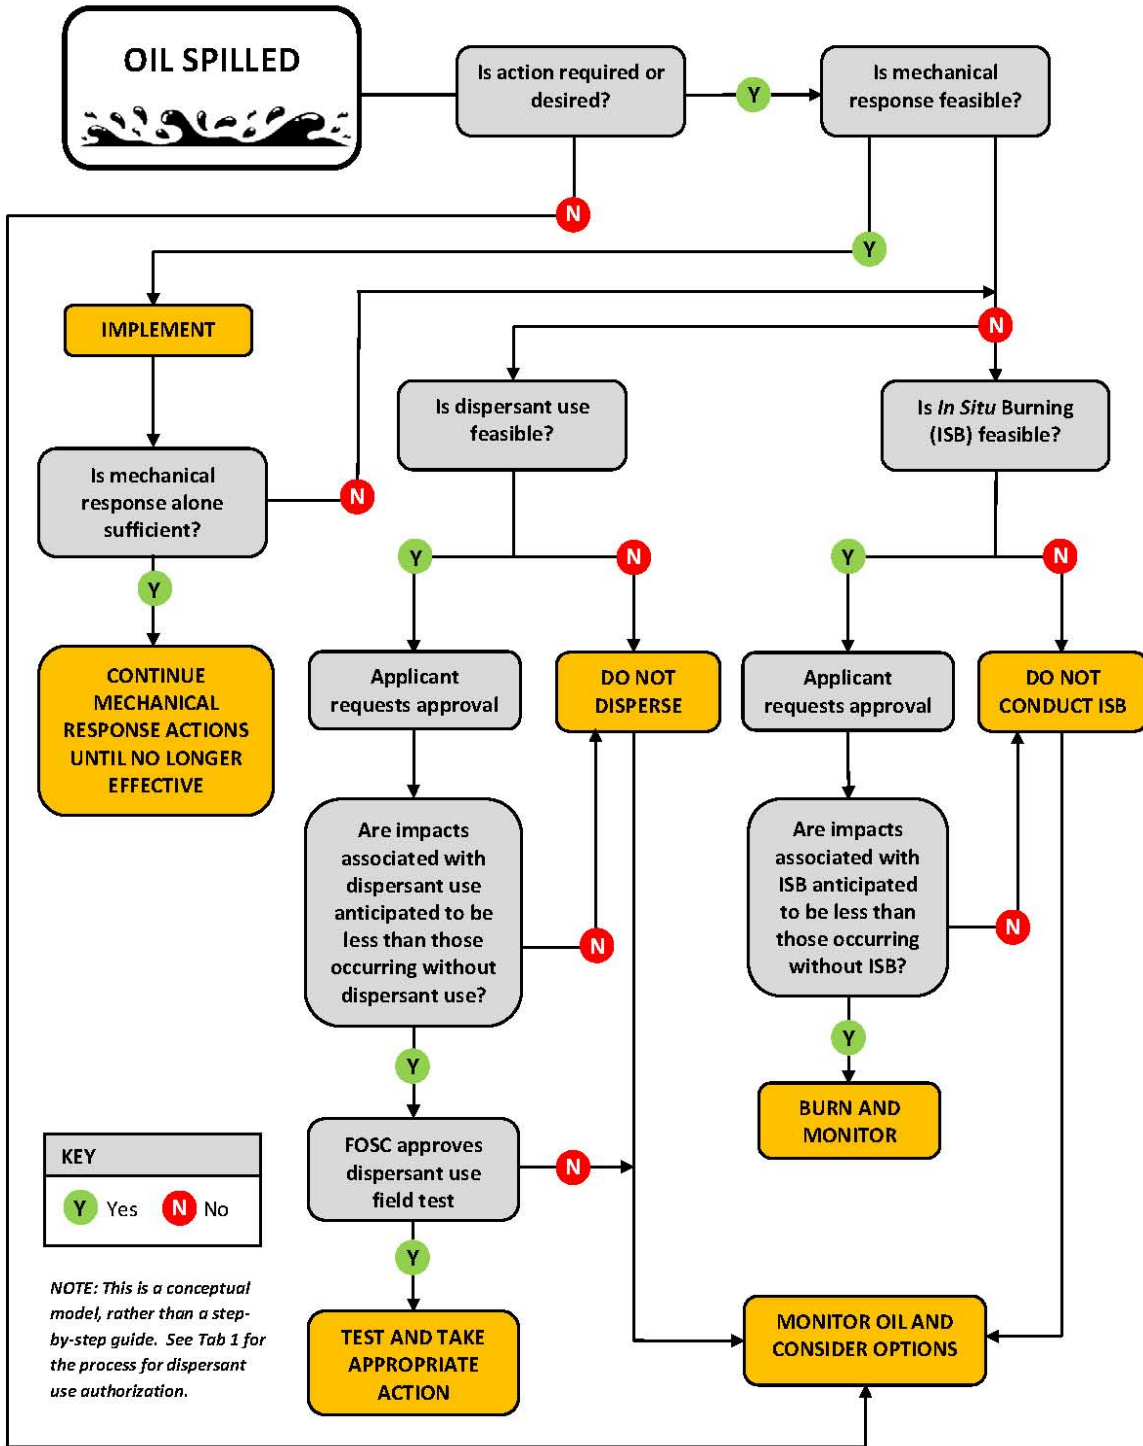 OIL SPILLED
Is action required or
desired?
Y
Is mechanical
response feasible?
N
Y
IMPLEMENT
N
Is dispersant use
feasible?
Is In Situ Burning
(ISB) feasible?
Is mechanical
response alone
sufficient?
N
Y
Y
N
Y
N
CONTINUE
MECHANICAL
RESPONSE ACTIONS
UNTIL NO LONGER
EFFECTIVE
Applicant
requests approval
DO NOT
DISPERSE
Applicant
requests approval
DO NOT
CONDUCT ISB
Are impacts
associated with
dispersant use
anticipated to be
less than those
occurring without
dispersant use?
N
Are impacts
associated with
ISB anticipated
to be less than
those occurring
without ISB?
N
Y
Y
BURN AND
MONITOR
FOSC approves
dispersant use
field test
N
Y
KEY
Y Yes N No
NOTE: This is a conceptual
model, rather than a step-
by-step guide. See Tab 1 for
the process for dispersant
use authorization.
TEST AND TAKE
APPROPRIATE
ACTION
MONITOR OIL AND
CONSIDER OPTIONS